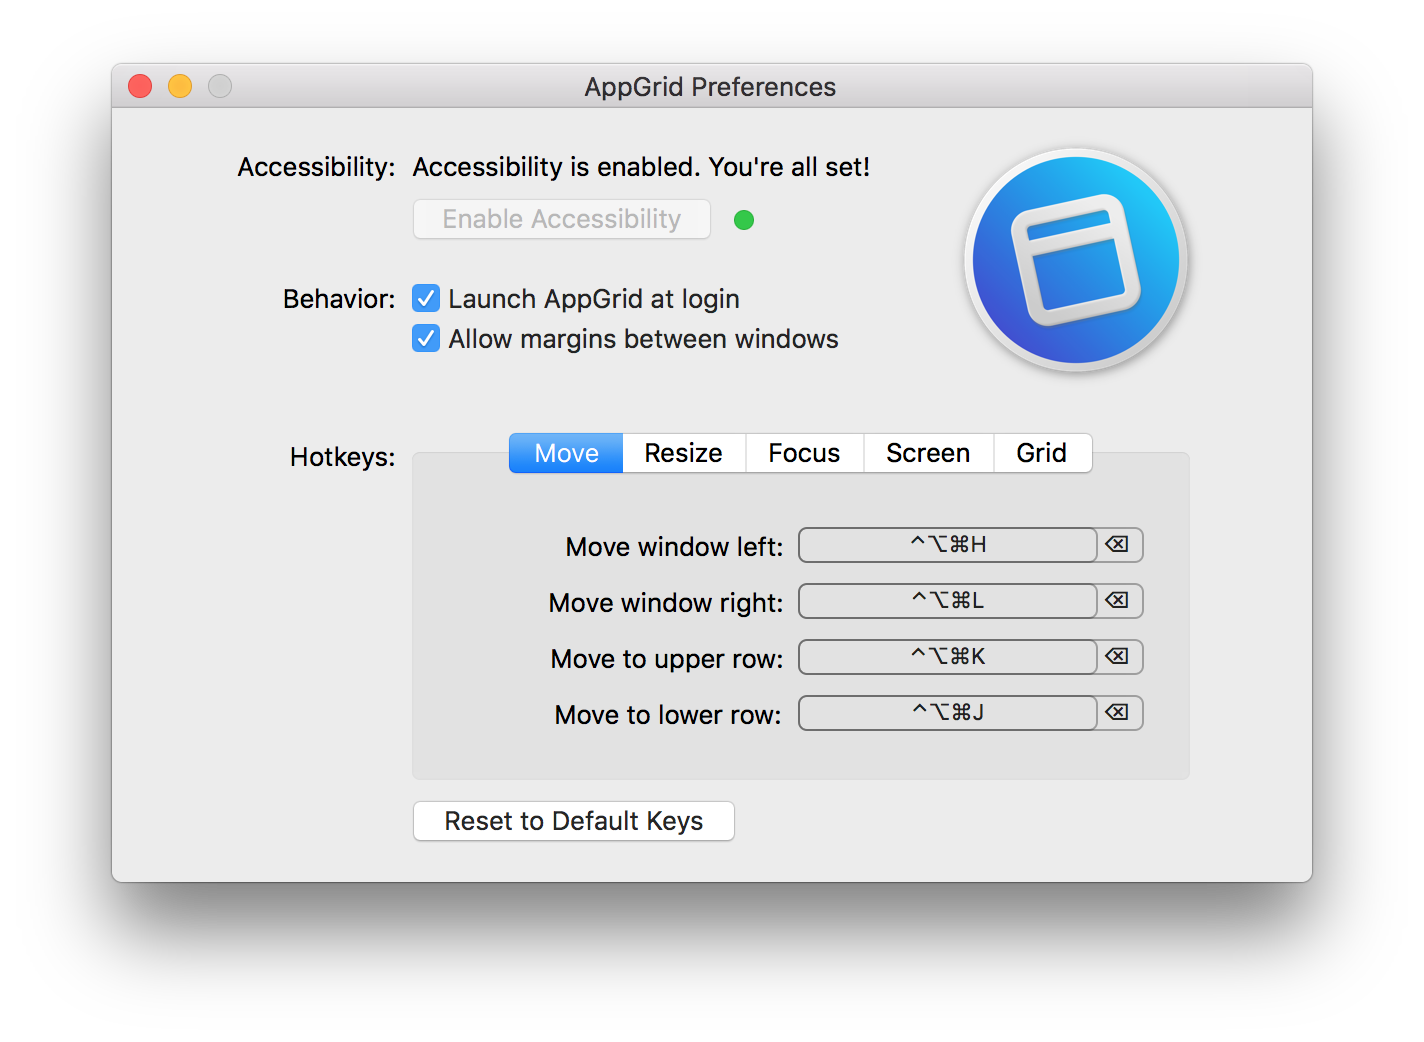 AppGrid Preferences
Accessibility: Accessibility is enabled. You're all set!
Enable Accessibility
Behavior: Launch AppGrid at login
Allow margins between windows
Hotkeys: Move Resize Focus Screen Grid
Move window left: ^⌥⌘H
Move window right: ^⌥⌘L
Move to upper row: ^⌥⌘K
Move to lower row: ^⌥⌘J
Reset to Default Keys